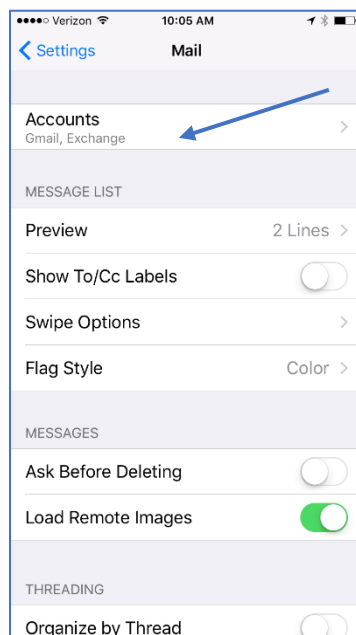 Verizon 10:05 AM
Settings Mail
Accounts
Gmail, Exchange
MESSAGE LIST
Preview 2 Lines
Show To/Cc Labels
Swipe Options
Flag Style Color
MESSAGES
Ask Before Deleting
Load Remote Images
THREADING
Organize by Thread